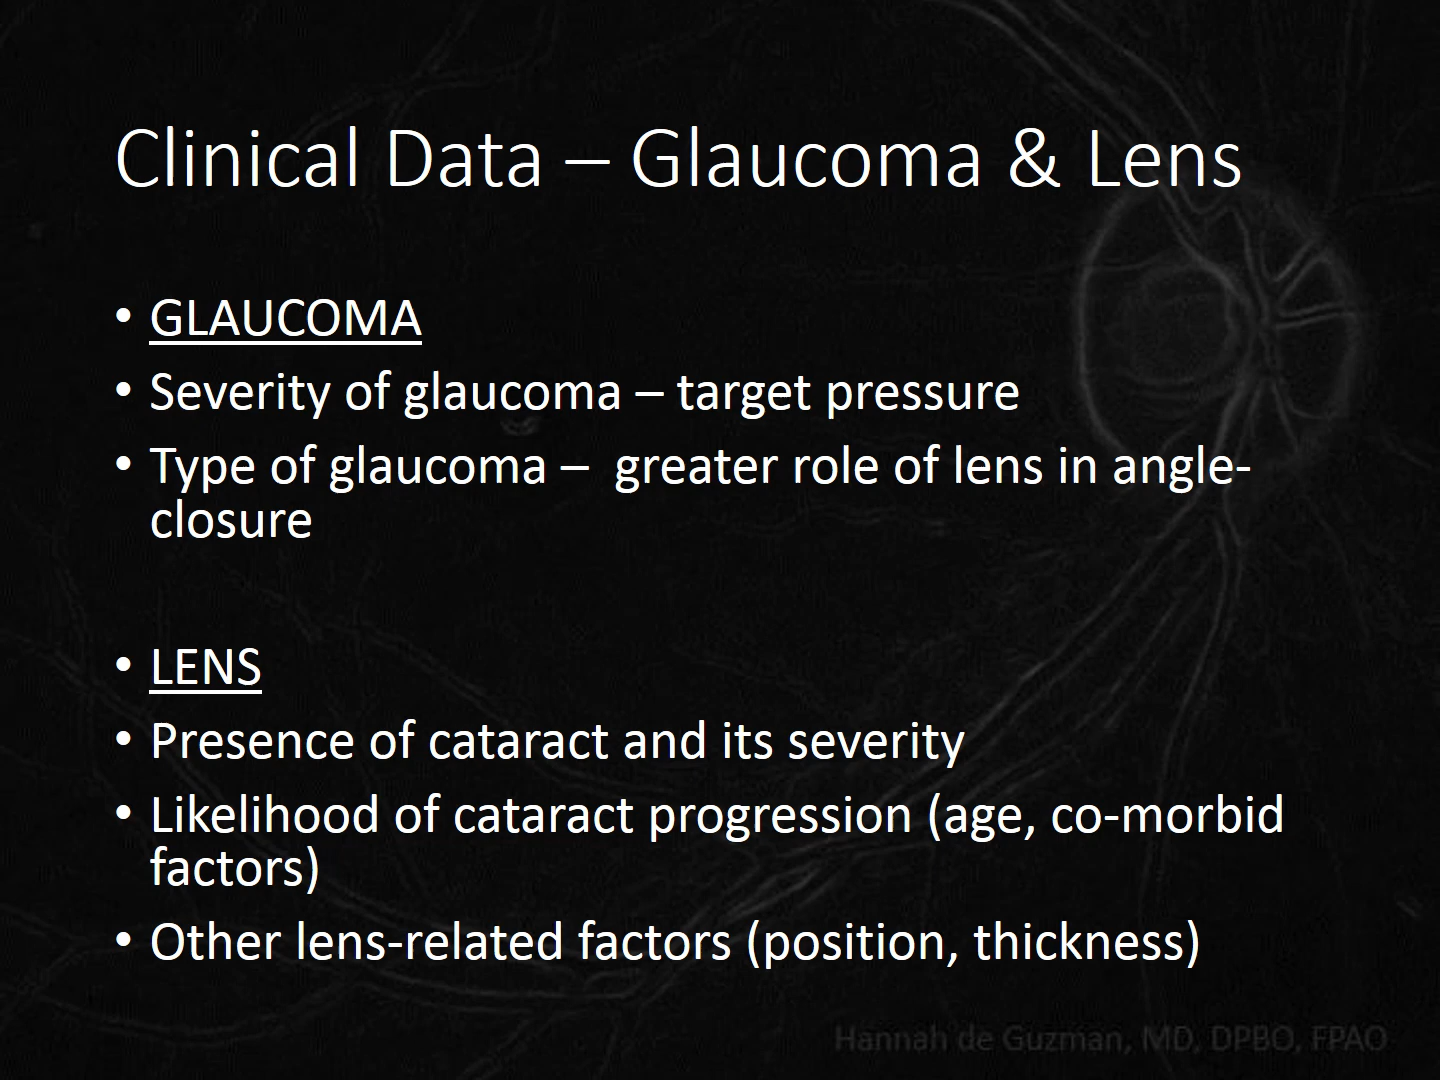 Clinical Data – Glaucoma & Lens
• GLAUCOMA
• Severity of glaucoma – target pressure
• Type of glaucoma –  greater role of lens in angle-
closure
• LENS
• Presence of cataract and its severity
• Likelihood of cataract progression (age, co-morbid
factors)
• Other lens-related factors (position, thickness)
Hannah de Guzman, MD, DPBO, FPAO